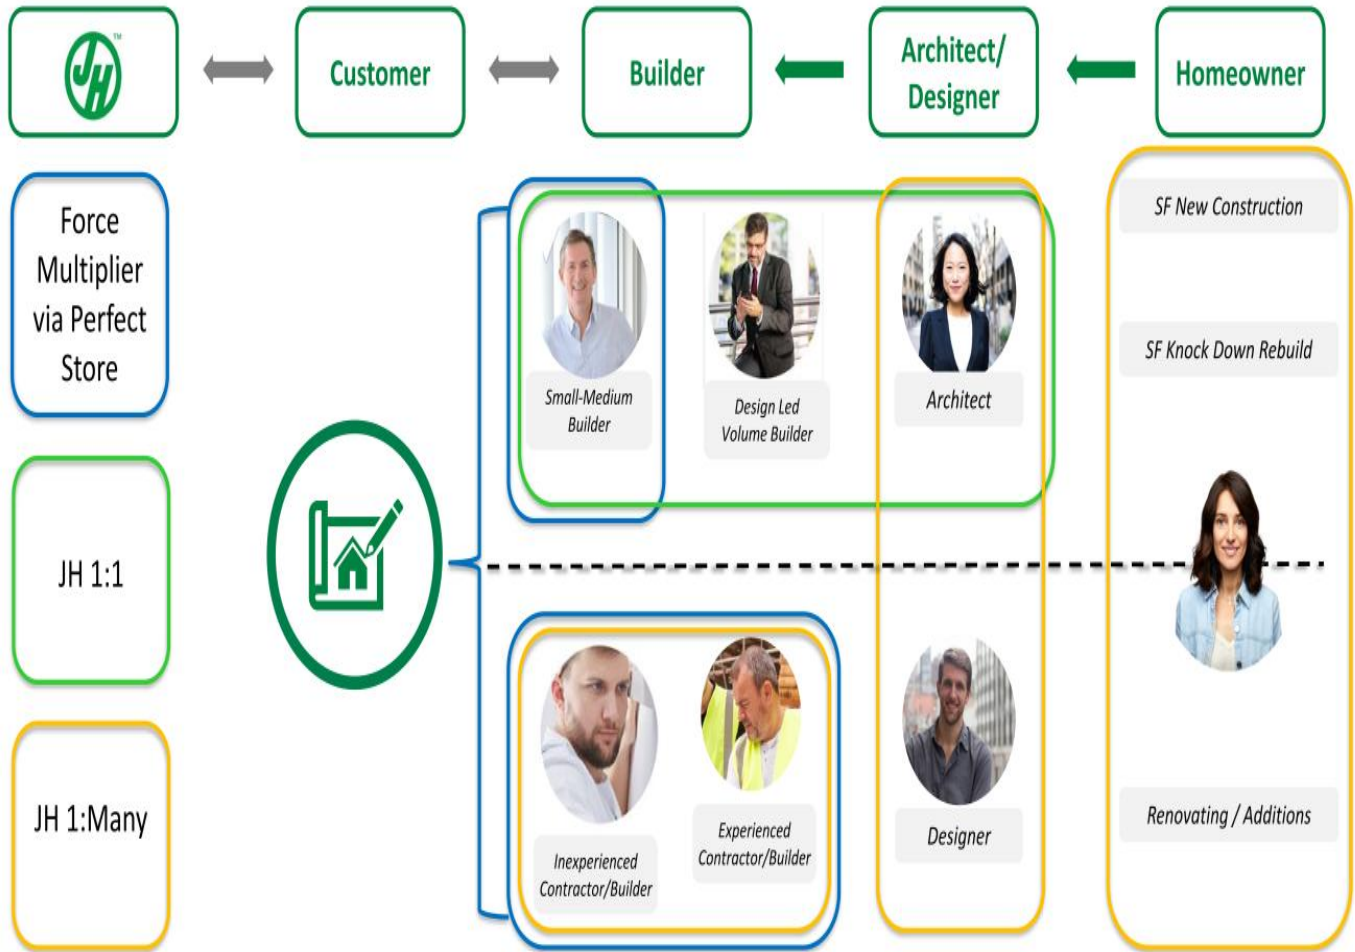 JH
TM
Customer
Builder
Architect/
Designer
Homeowner
Force
Multiplier
via Perfect
Store
JH 1:1
JH 1:Many
Small-Medium
Builder
Design Led
Volume Builder
Architect
SF New Construction
SF Knock Down Rebuild
Inexperienced
Contractor/Builder
Experienced
Contractor/Builder
Designer
Renovating / Additions